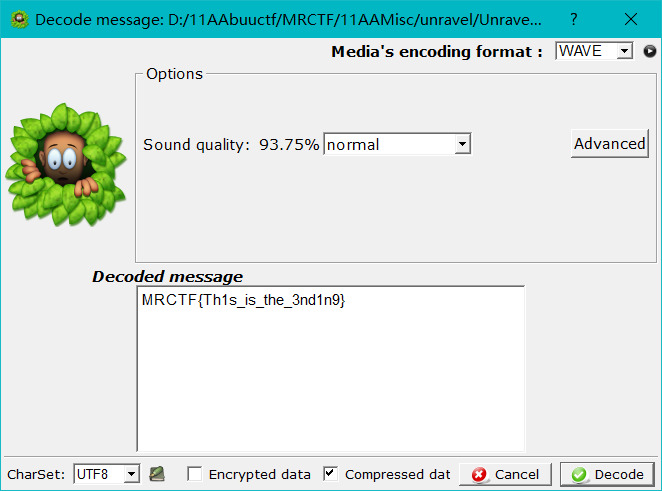 Decode message: D:/11AAbuuctf/MRCTF/11AAMisc/unravel/Unrave... ?
Media's encoding format : WAVE
Options
Sound quality: 93.75% normal Advanced
Decoded message
MRCTF{Th1s_is_the_3nd1n9}
CharSet: UTF8 Encrypted data Compressed dat Cancel Decode